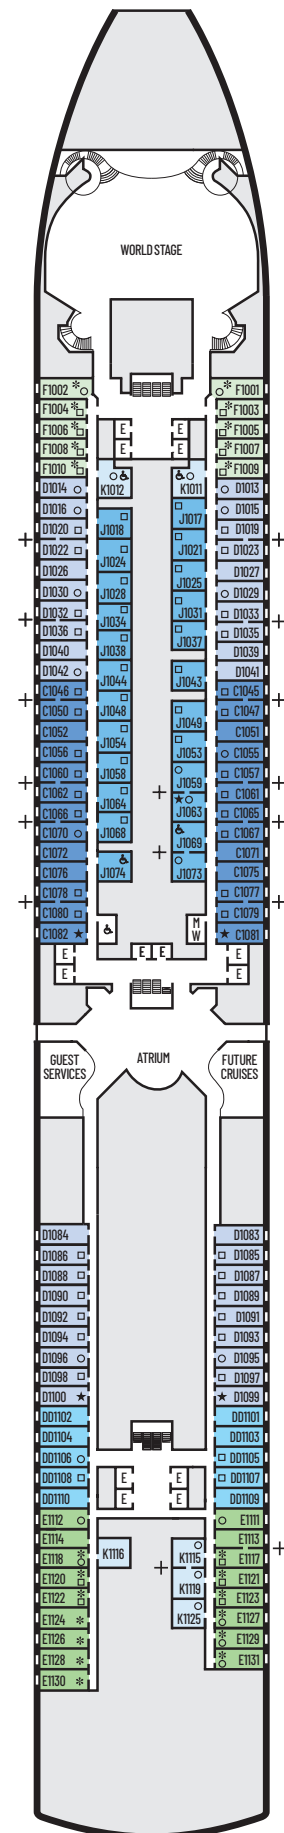 WORLD STAGE
F1002 F1001
F1004 F1003
E E
F1006 F1005
F1008 E E F1007
F1010 F1009
D1014 K1012 K1011 D1013
D1016 J1017 D1015
D1020 J1018 D1019
D1022 J1021 D1023
D1026 J1024 D1027
J1025
D1030 J1028 D1029
D1032 J1031 D1033
D1036 J1034 D1035
J1037
D1040 J1038 D1039
D1042 J1044 J1043 D1041
C1046 C1045
C1050 J1048 C1047
C1052 J1049 C1051
C1056 J1054 J1053 C1055
C1060 J1058 C1057
C1062 J1059 C1061
C1066 J1064 J1063 C1065
C1070 J1068 J1069 C1067
C1072 C1071
C1076 J1074 J1073 C1075
C1078 C1077
C1080 M C1079
C1082 W C1081
E E E E
E E
GUEST ATRIUM FUTURE
SERVICES CRUISES
D1084 D1083
D1086 D1085
D1088 D1087
D1090 D1089
D1092 D1091
D1094 D1093
D1096 D1095
D1098 D1097
D1100 D1099
DD1102 DD1101
DD1104 DD1103
DD1106 DD1105
DD1108 E E DD1107
DD1110 E E DD1109
E1112 E1111
E1114 E1113
E1118 K1116 K1115 E1117
E1120 E1121
E1122 K1119 E1123
E1124 K1125 E1127
E1126 E1129
E1128 E1131
E1130